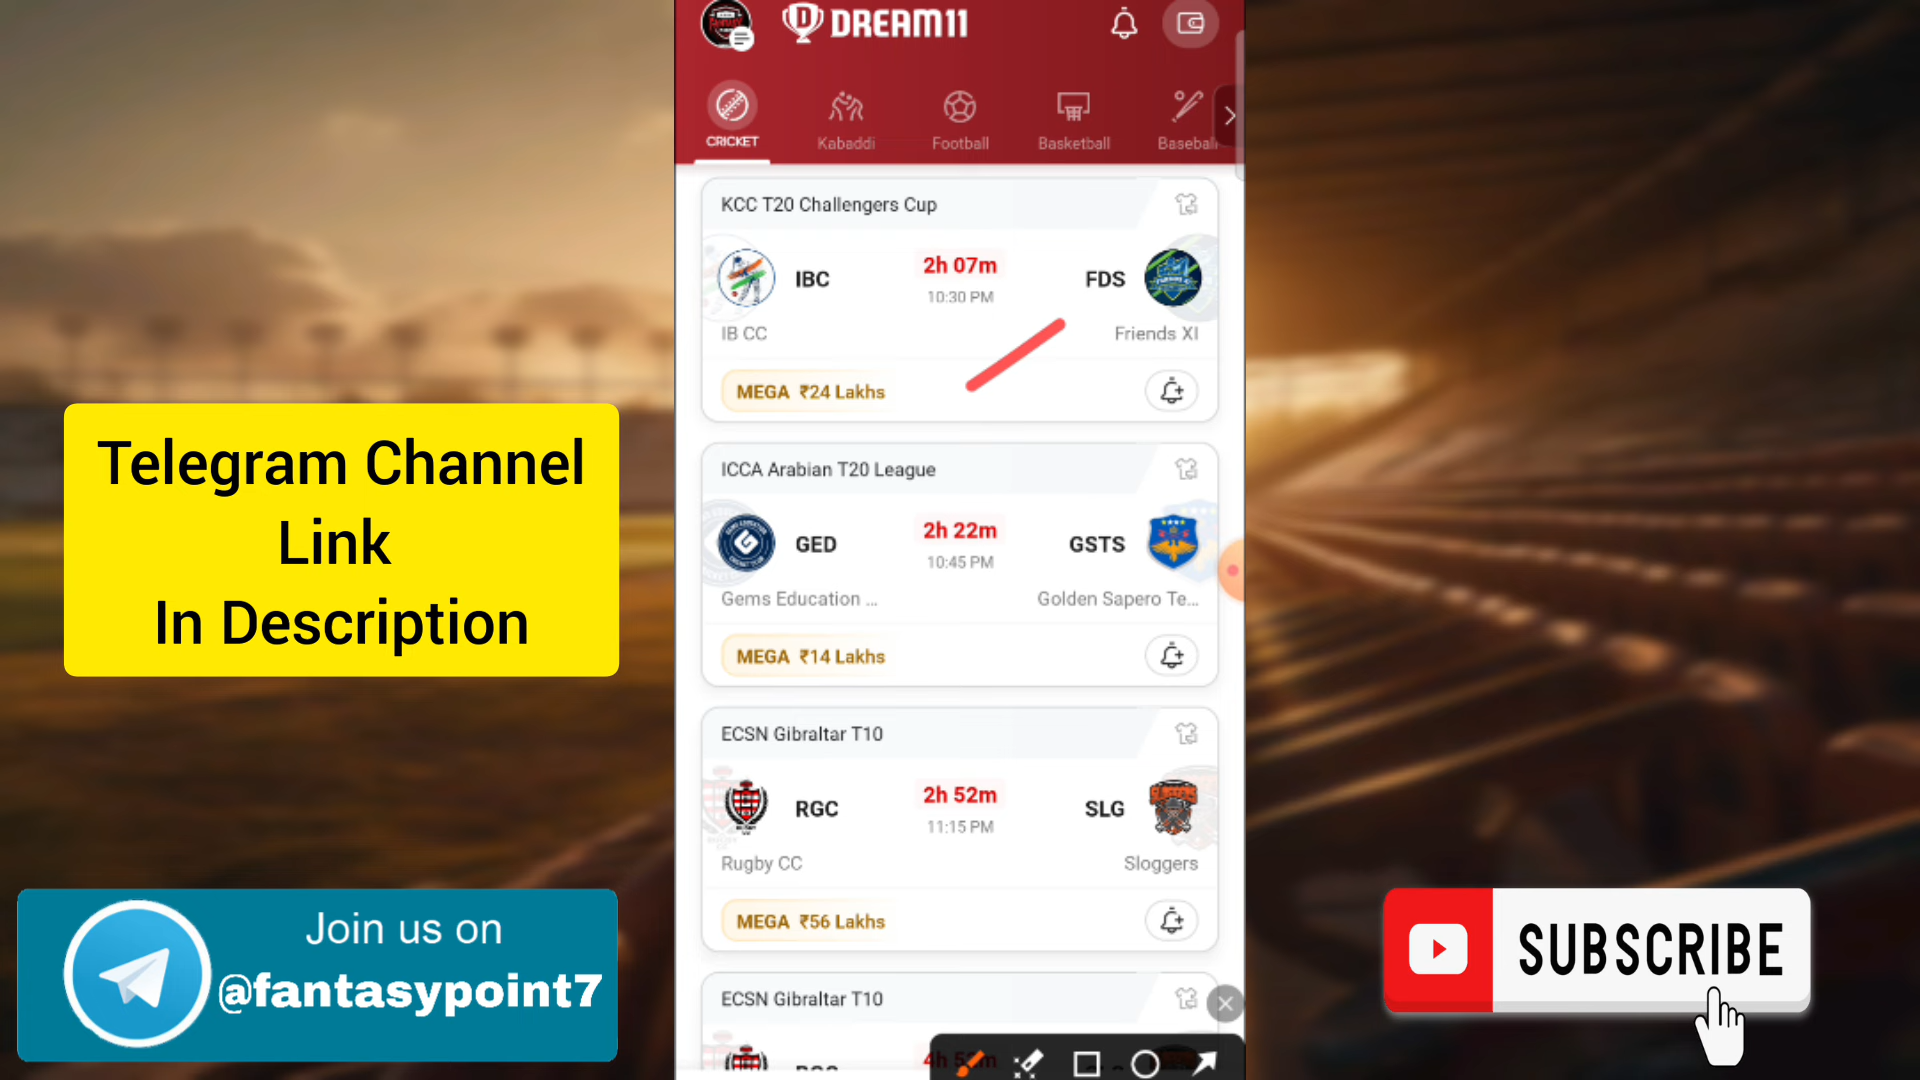 DREAM11
CRICKET
Kabaddi
Football
Basketball
Baseball
KCC T20 Challengers Cup
IBC
2h 07m
10:30 PM
FDS
IB CC
Friends XI
MEGA ₹24 Lakhs
ICCA Arabian T20 League
GED
2h 22m
10:45 PM
GSTS
Gems Education ...
Golden Sapero Te...
MEGA ₹14 Lakhs
ECSN Gibraltar T10
RGC
2h 52m
11:15 PM
SLG
Rugby CC
Sloggers
MEGA ₹56 Lakhs
ECSN Gibraltar T10
Telegram Channel
Link
In Description
Join us on
@fantasypoint7
SUBSCRIBE